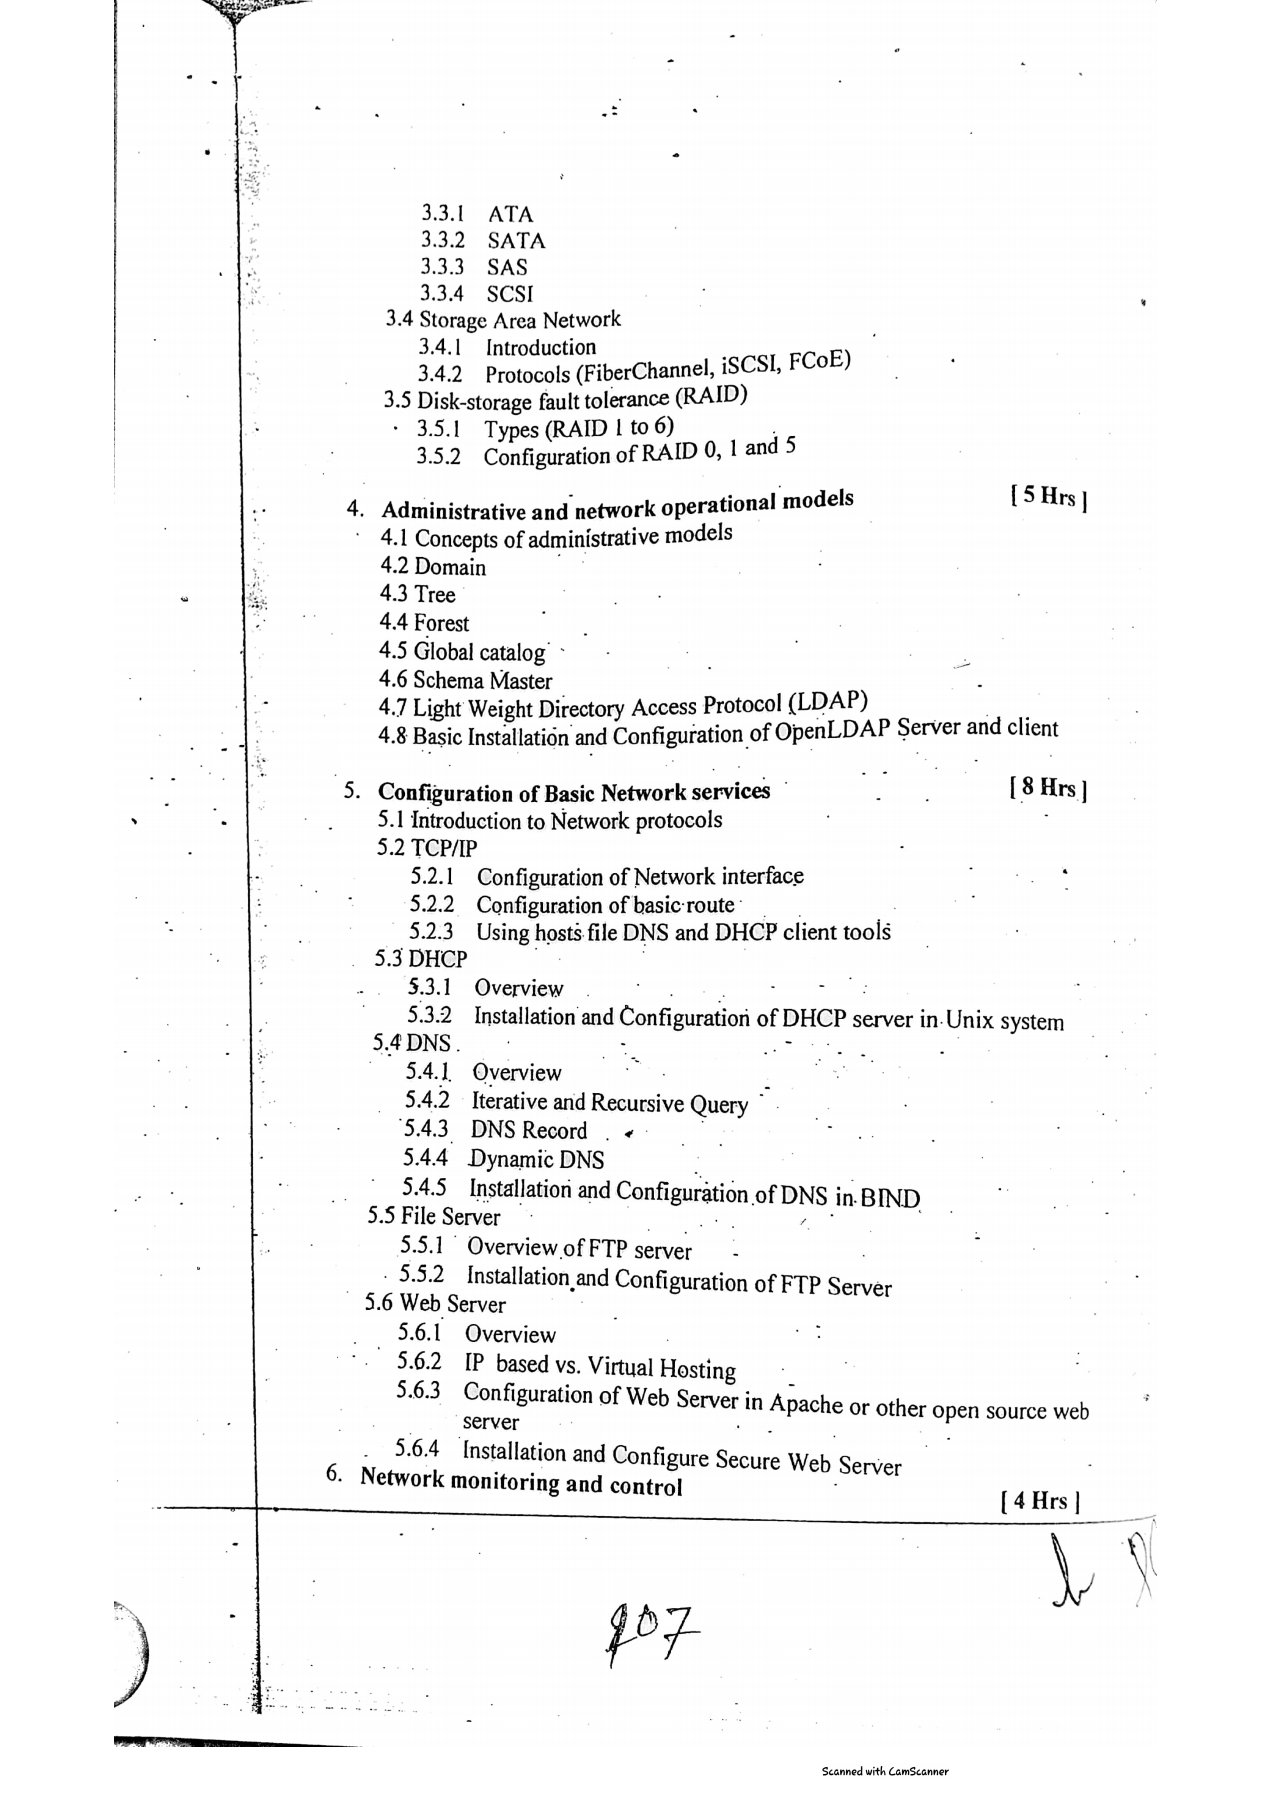 3.3.1 ATA
3.3.2 SATA
3.3.3 SAS
3.3.4 SCSI
3.4 Storage Area Network
3.4.1 Introduction
3.4.2 Protocols (FiberChannel, iSCSI, FCoE)
3.5 Disk-storage fault tolerance (RAID)
3.5.1 Types (RAID 1 to 6)
3.5.2 Configuration of RAID 0, 1 and 5
4. Administrative and network operational models [ 5 Hrs ]
4.1 Concepts of administrative models
4.2 Domain
4.3 Tree
4.4 Forest
4.5 Global catalog
4.6 Schema Master
4.7 Light Weight Directory Access Protocol (LDAP)
4.8 Basic Installation and Configuration of OpenLDAP Server and client
5. Configuration of Basic Network services [ 8 Hrs ]
5.1 Introduction to Network protocols
5.2 TCP/IP
5.2.1 Configuration of Network interface
5.2.2 Configuration of basic route
5.2.3 Using hosts file DNS and DHCP client tools
5.3 DHCP
5.3.1 Overview
5.3.2 Installation and Configuration of DHCP server in Unix system
5.4 DNS
5.4.1 Overview
5.4.2 Iterative and Recursive Query
5.4.3 DNS Record
5.4.4 Dynamic DNS
5.4.5 Installation and Configuration of DNS in BIND
5.5 File Server
5.5.1 Overview of FTP server
5.5.2 Installation and Configuration of FTP Server
5.6 Web Server
5.6.1 Overview
5.6.2 IP based vs. Virtual Hosting
5.6.3 Configuration of Web Server in Apache or other open source web
server
5.6.4 Installation and Configure Secure Web Server
6. Network monitoring and control [ 4 Hrs ]
Scanned with CamScanner